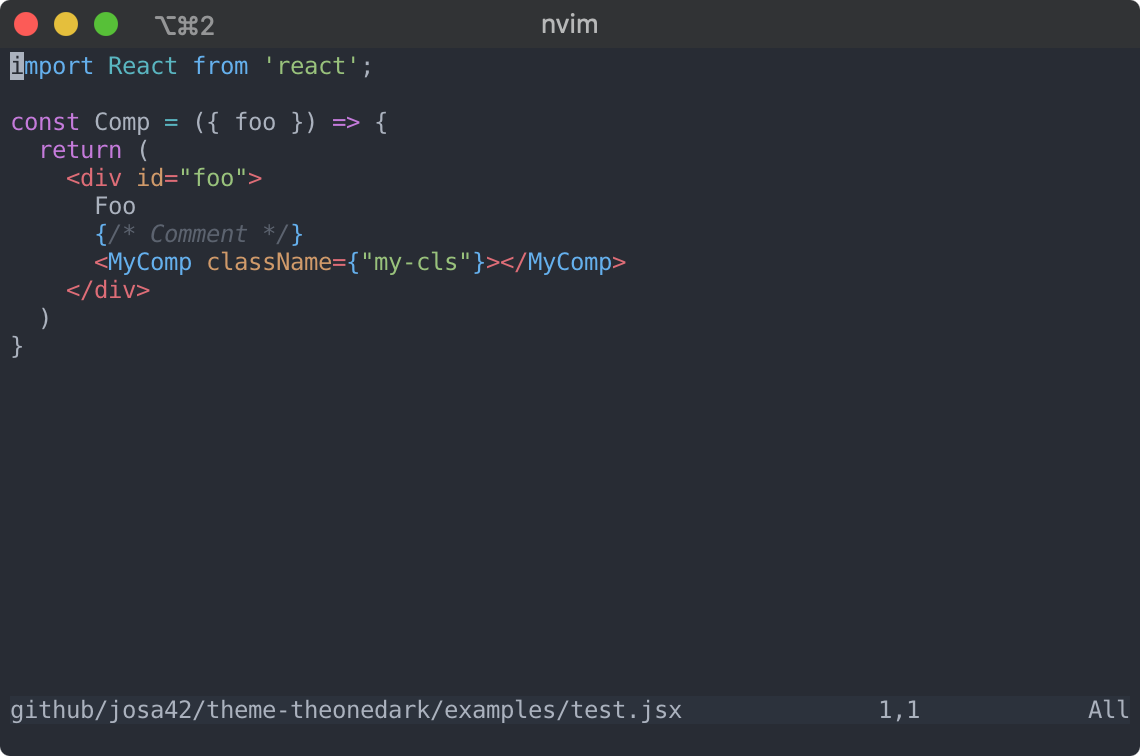 ⌥⌘2 nvim
import React from 'react';

const Comp = ({ foo }) => {
  return (
    <div id="foo">
      Foo
      {/* Comment */}
      <MyComp className={"my-cls"}></MyComp>
    </div>
  )
}
github/josa42/theme-theonedark/examples/test.jsx 1,1 All